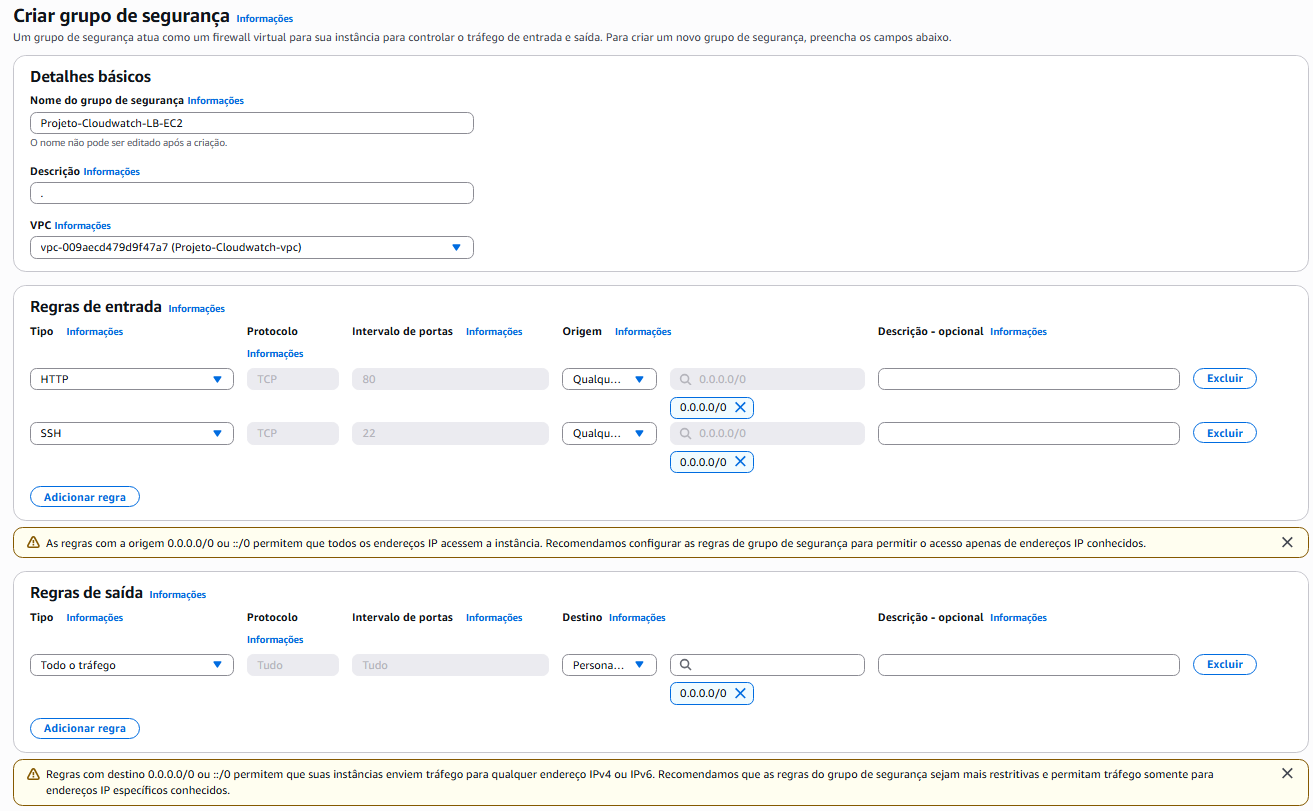 Criar grupo de segurança Informações
Um grupo de segurança atua como um firewall virtual para sua instância para controlar o tráfego de entrada e saída. Para criar um novo grupo de segurança, preencha os campos abaixo.
Detalhes básicos
Nome do grupo de segurança Informações
Projeto-Cloudwatch-LB-EC2
O nome não pode ser editado após a criação.
Descrição Informações
.
VPC Informações
vpc-009aecd479d9f47a7 (Projeto-Cloudwatch-vpc)
Regras de entrada Informações
Tipo Informações Protocolo Intervalo de portas Informações Origem Informações Descrição - opcional Informações
Informações
HTTP TCP 80 Qualqu... 0.0.0.0/0 Excluir
0.0.0.0/0
SSH TCP 22 Qualqu... 0.0.0.0/0 Excluir
0.0.0.0/0
Adicionar regra
As regras com a origem 0.0.0.0/0 ou ::/0 permitem que todos os endereços IP acessem a instância. Recomendamos configurar as regras de grupo de segurança para permitir o acesso apenas de endereços IP conhecidos.
Regras de saída Informações
Tipo Informações Protocolo Intervalo de portas Informações Destino Informações Descrição - opcional Informações
Informações
Todo o tráfego Tudo Tudo Persona... Excluir
0.0.0.0/0
Adicionar regra
Regras com destino 0.0.0.0/0 ou ::/0 permitem que suas instâncias enviem tráfego para qualquer endereço IPv4 ou IPv6. Recomendamos que as regras do grupo de segurança sejam mais restritivas e permitam tráfego somente para
endereços IP específicos conhecidos.